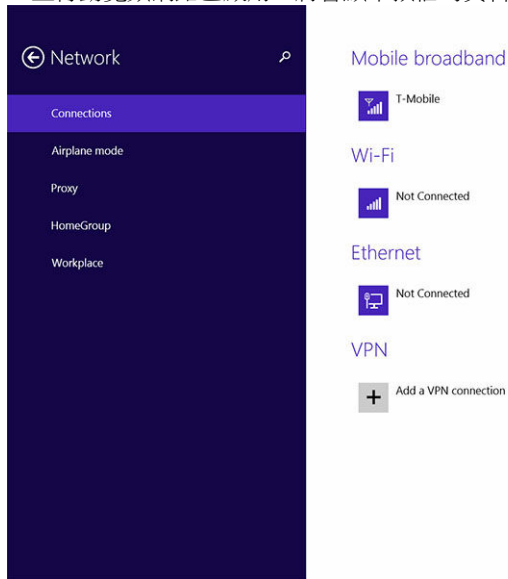 Network
Connections
Airplane mode
Proxy
HomeGroup
Workplace
Mobile broadband
T-Mobile
Wi-Fi
Not Connected
Ethernet
Not Connected
VPN
Add a VPN connection